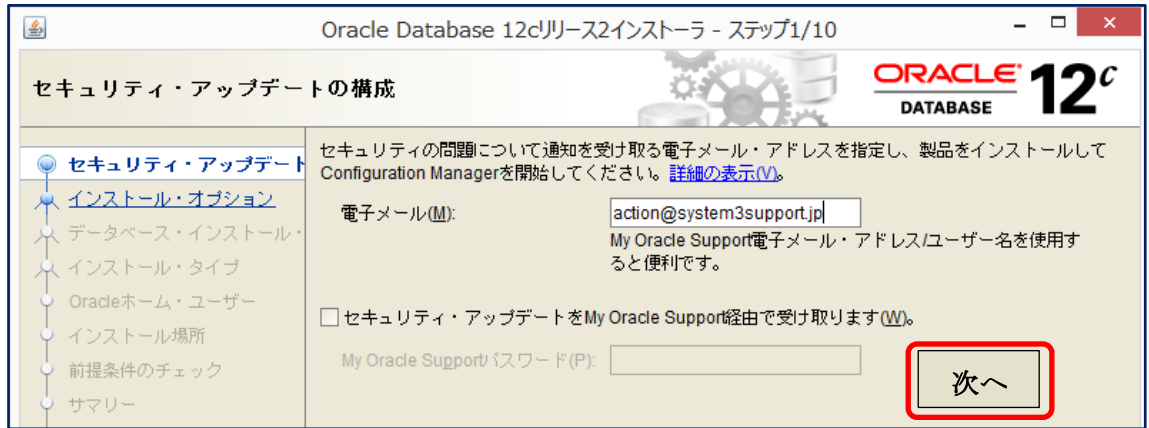 Oracle Database 12cリリース2インストーラ - ステップ1/10
セキュリティ・アップデートの構成
ORACLE
DATABASE
12c
セキュリティ・アップデート
インストール・オプション
データベース・インストール・
インストール・タイプ
Oracleホーム・ユーザー
インストール場所
前提条件のチェック
サマリー
セキュリティの問題について通知を受け取る電子メール・アドレスを指定し、製品をインストールして
Configuration Managerを開始してください。詳細の表示(V)。
電子メール(M):
action@system3support.jp
My Oracle Support電子メール・アドレス/ユーザー名を使用す
ると便利です。
セキュリティ・アップデートをMy Oracle Support経由で受け取ります(W)。
My Oracle Supportパスワード(P):
次へ